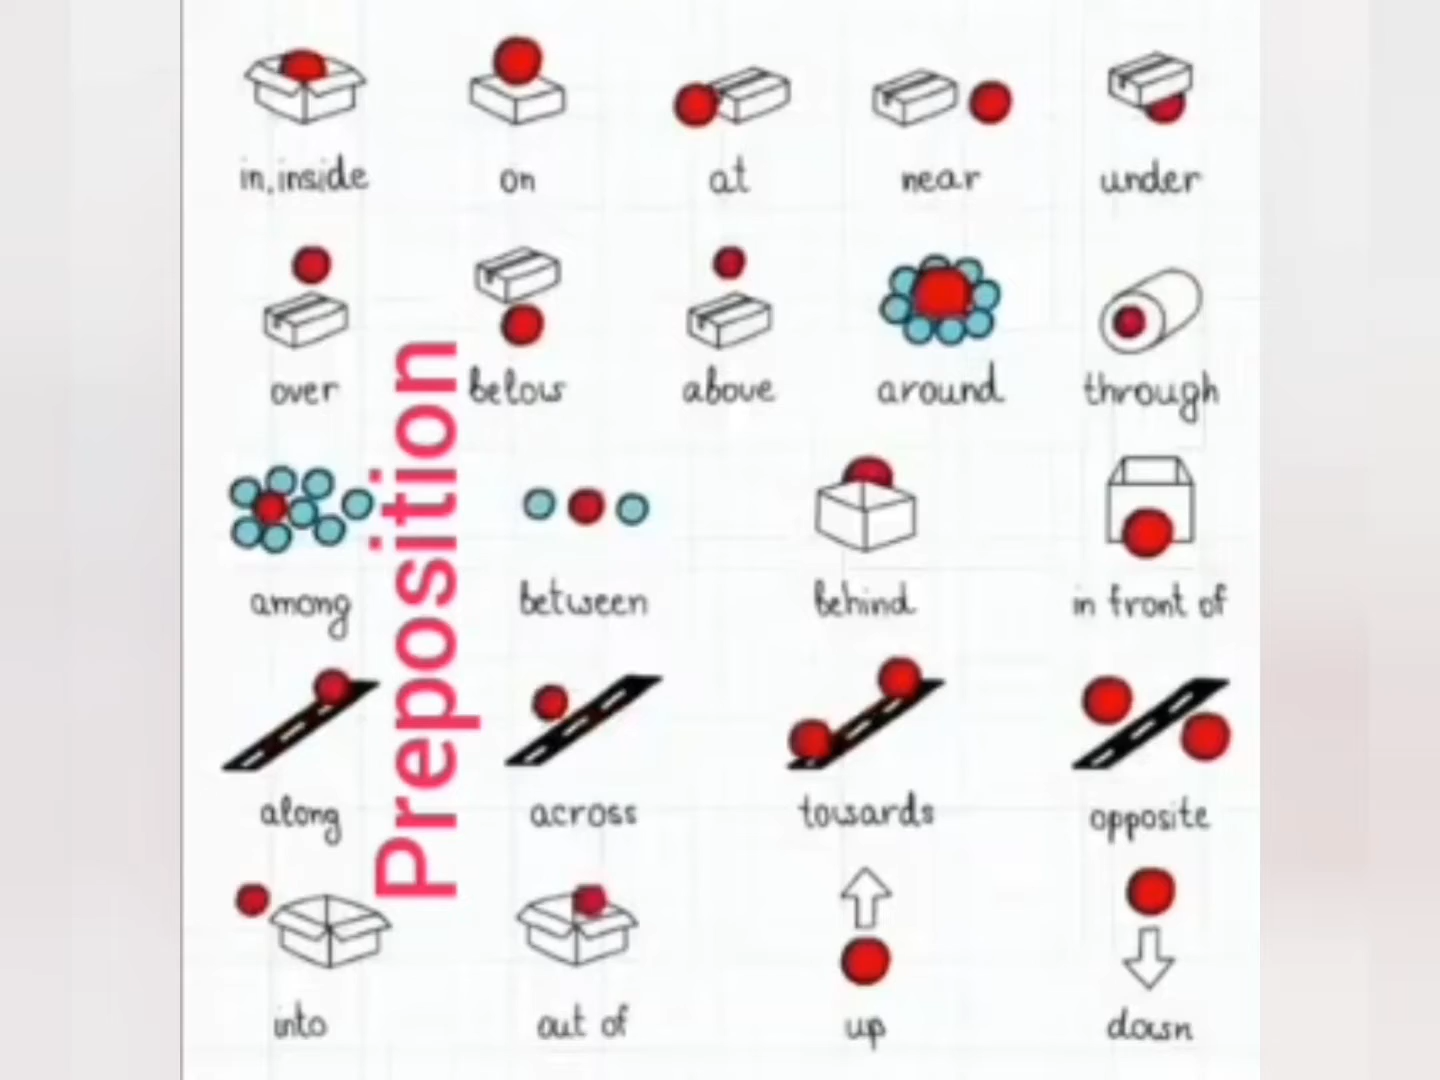 in, inside on at near under
over below above around through
among between behind in front of
along across towards opposite
into out of up down
Preposition